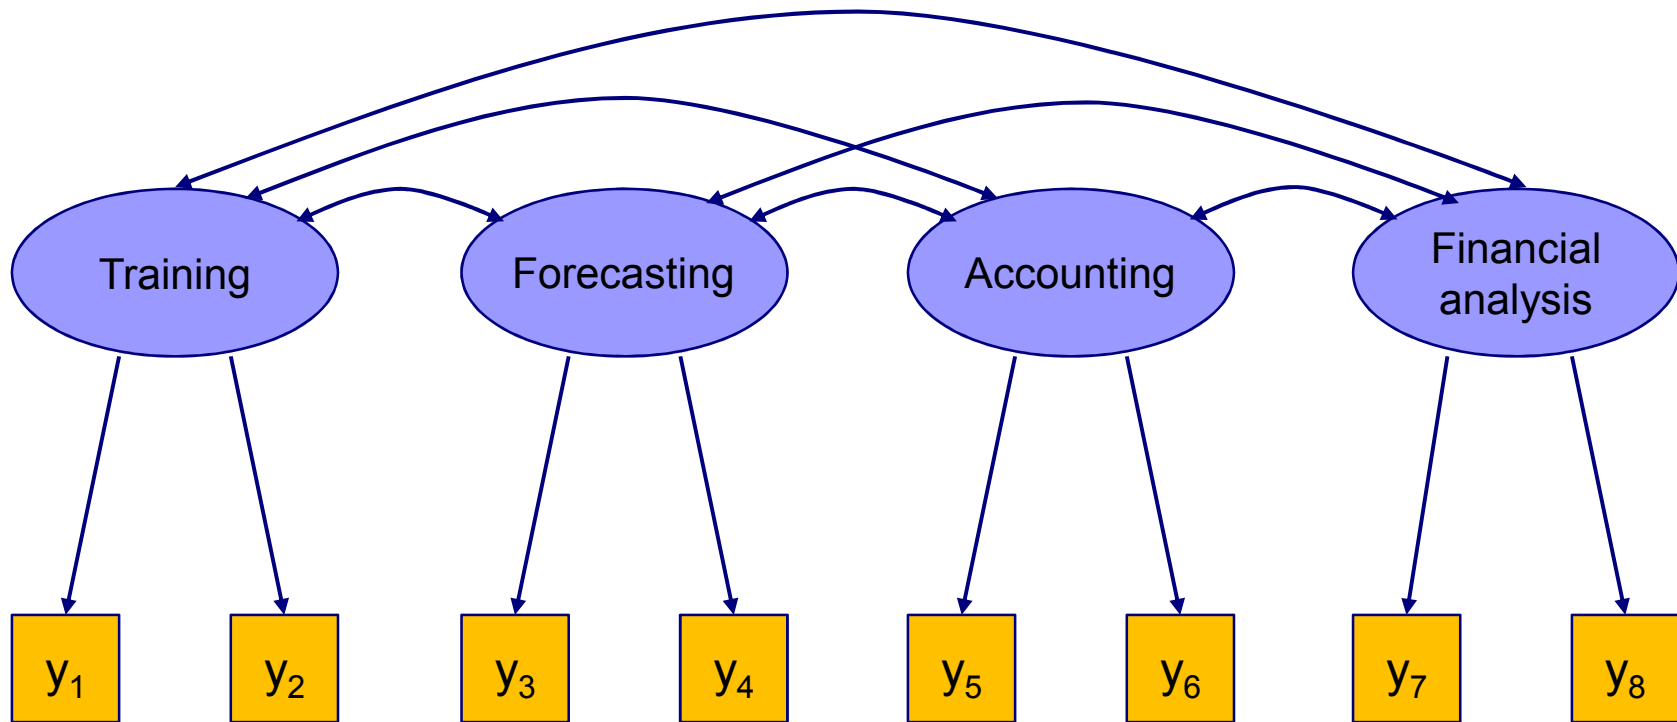 Training
Forecasting
Accounting
Financial
analysis
y1
y2
y3
y4
y5
y6
y7
y8